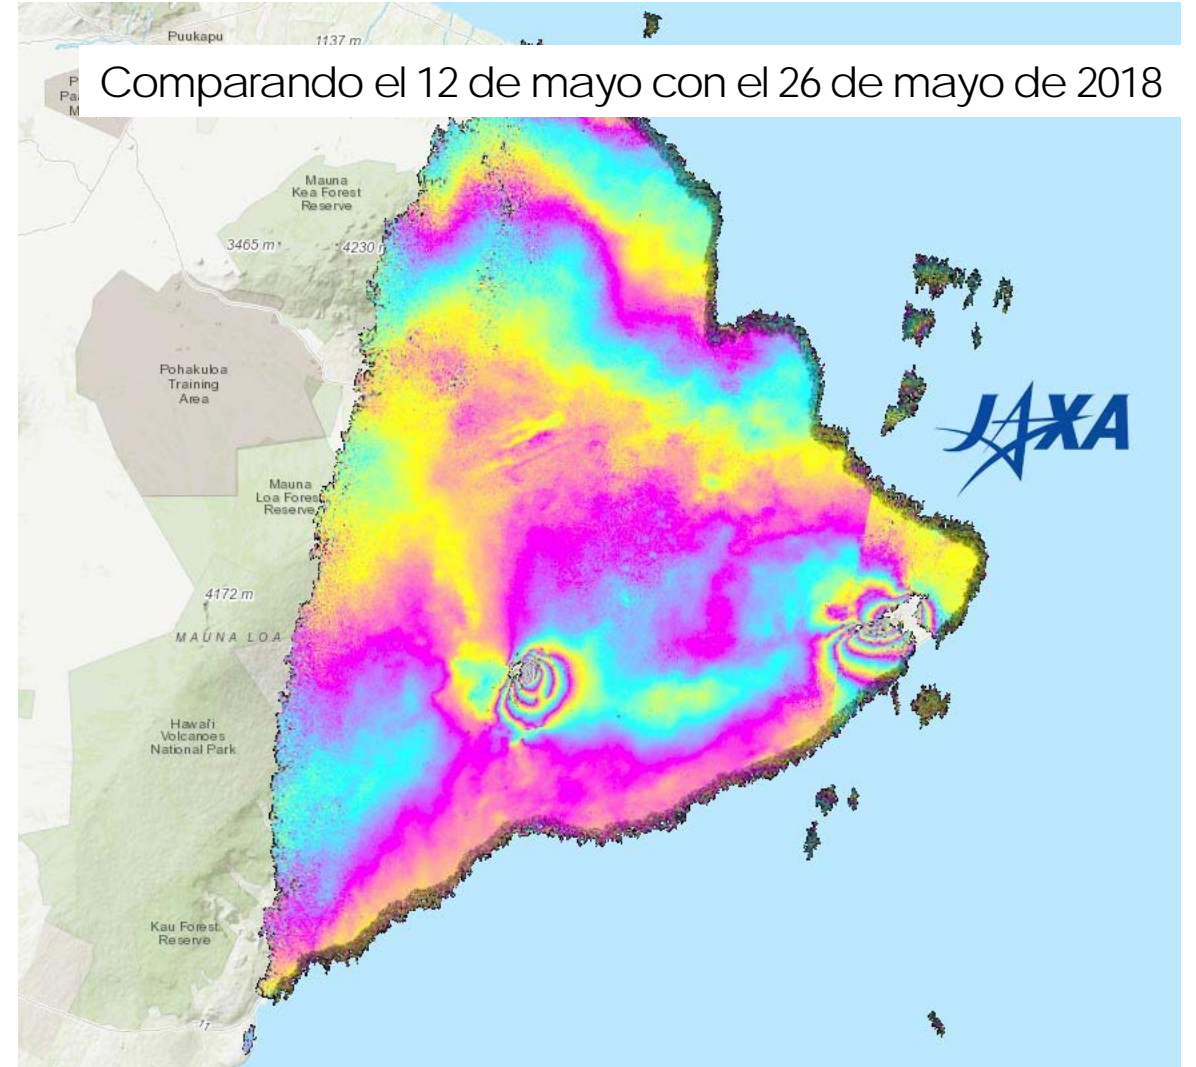 Puukapu
1137 m
Comparando el 12 de mayo con el 26 de mayo de 2018
Mauna
Kea Forest
Reserve
3465 m
4230
Pohakuloa
Training
Area
JAXA
Mauna
Loa Forest
Reserve
4172 m
MAUNA LOA
Hawai'i
Volcanoes
National Park
Kau Forest
Reserve
11